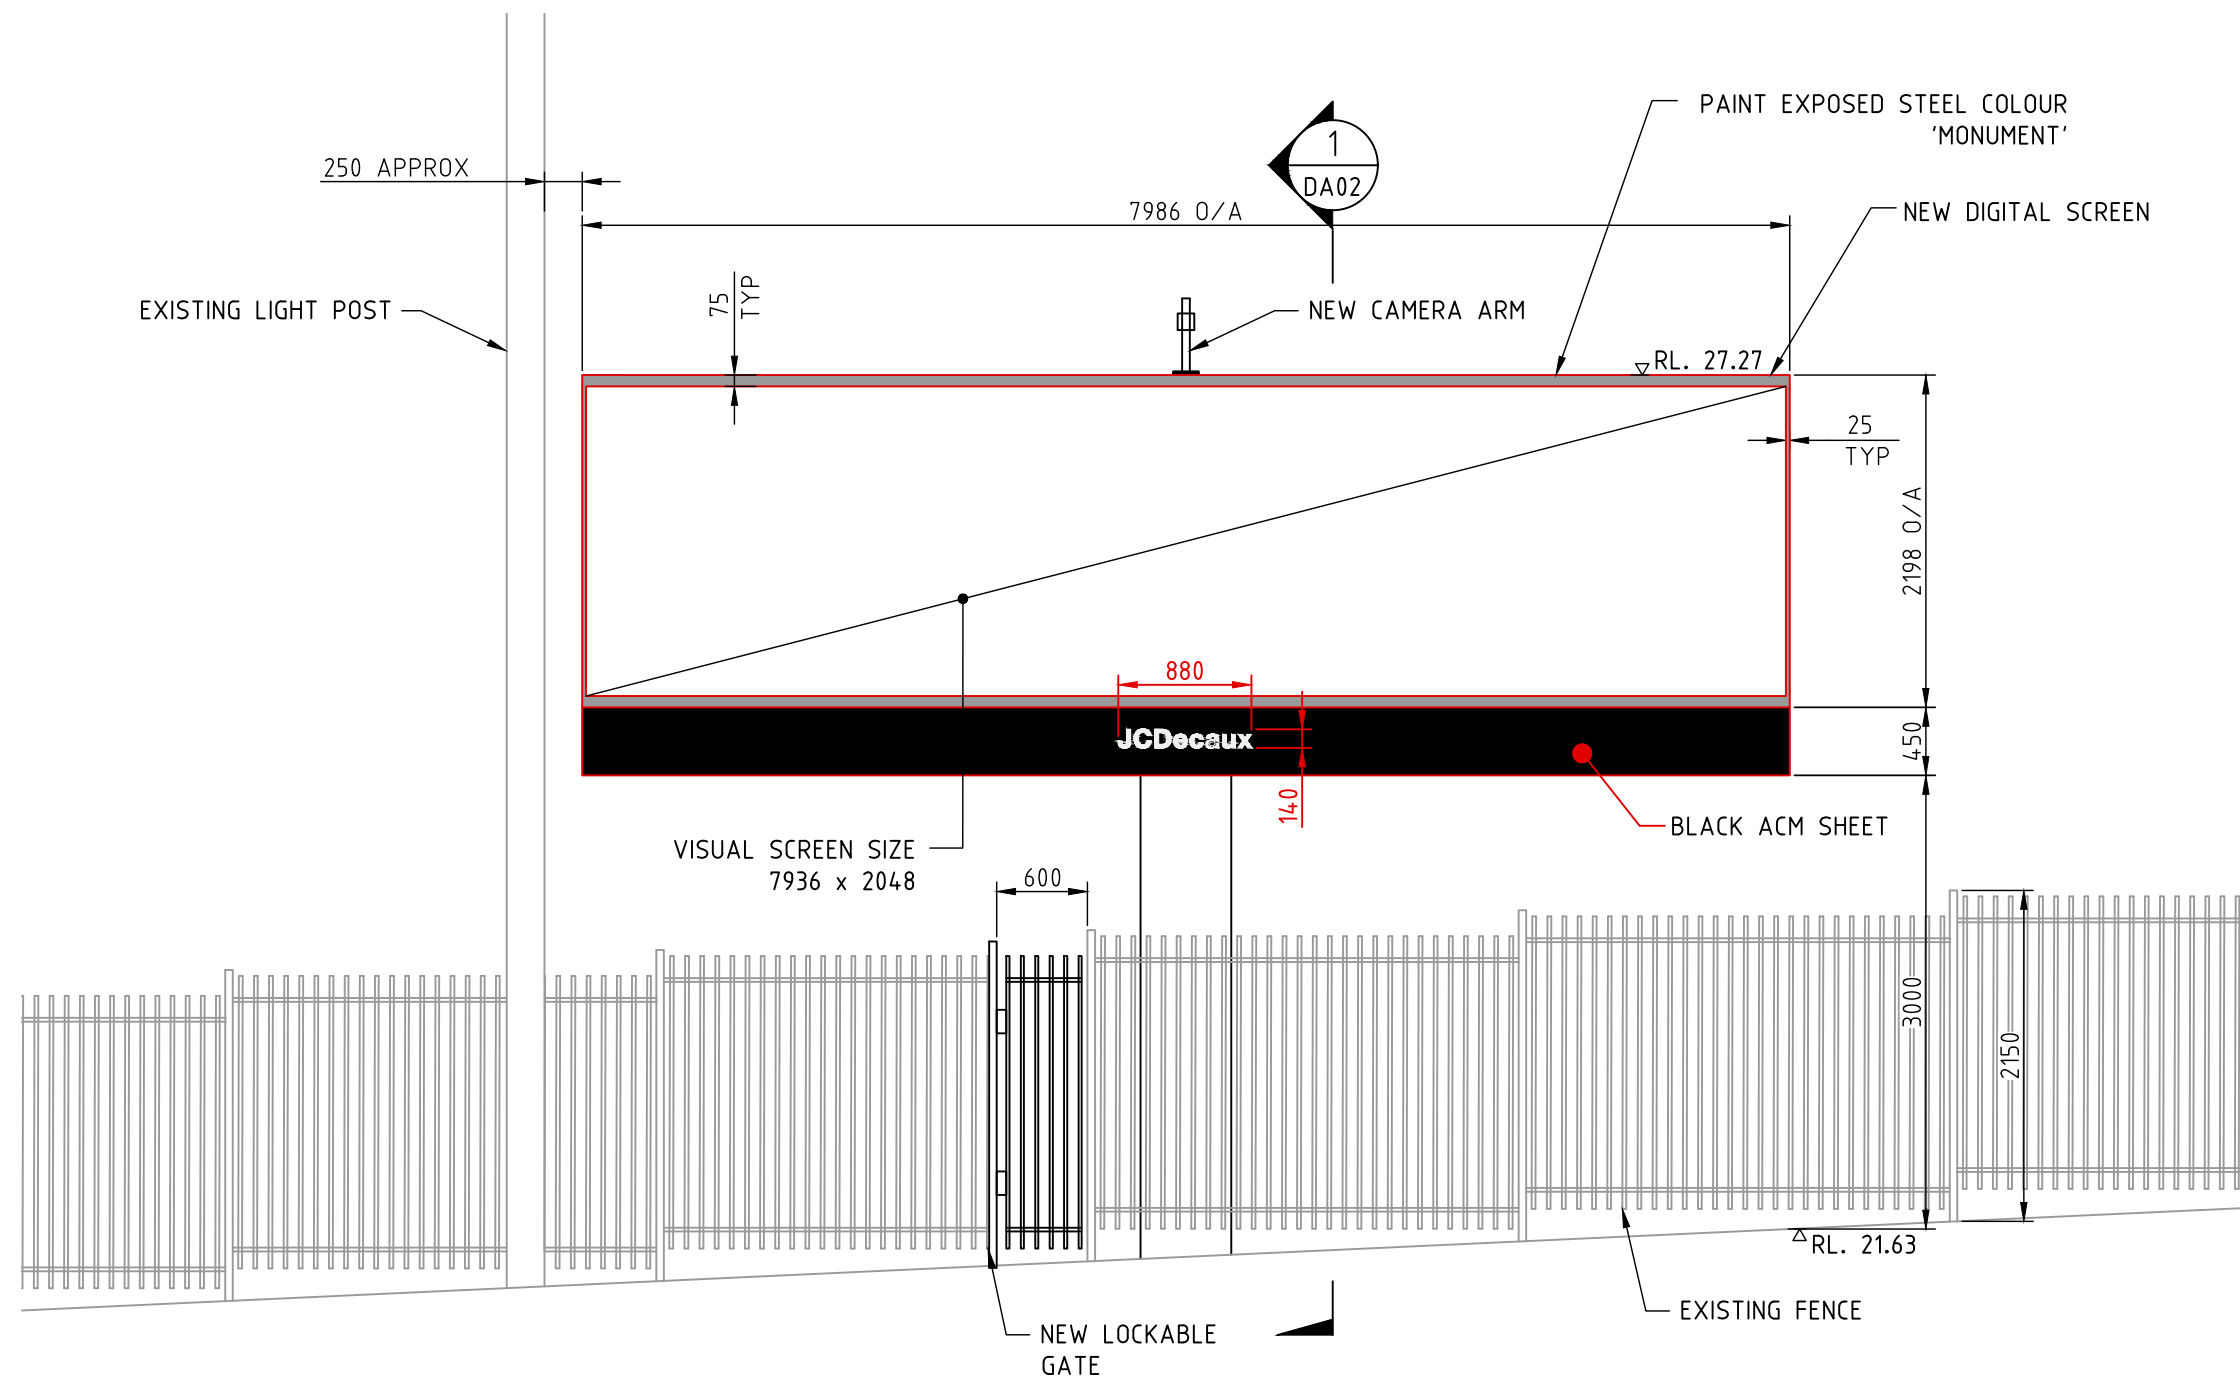 PAINT EXPOSED STEEL COLOUR
'MONUMENT'
1
DA02
250 APPROX
7986 O/A
NEW DIGITAL SCREEN
75
TYP
EXISTING LIGHT POST
NEW CAMERA ARM
RL. 27.27
25
TYP
2198 O/A
880
JCDecaux
450
140
BLACK ACM SHEET
VISUAL SCREEN SIZE
7936 x 2048
600
3000
2150
RL. 21.63
EXISTING FENCE
NEW LOCKABLE
GATE